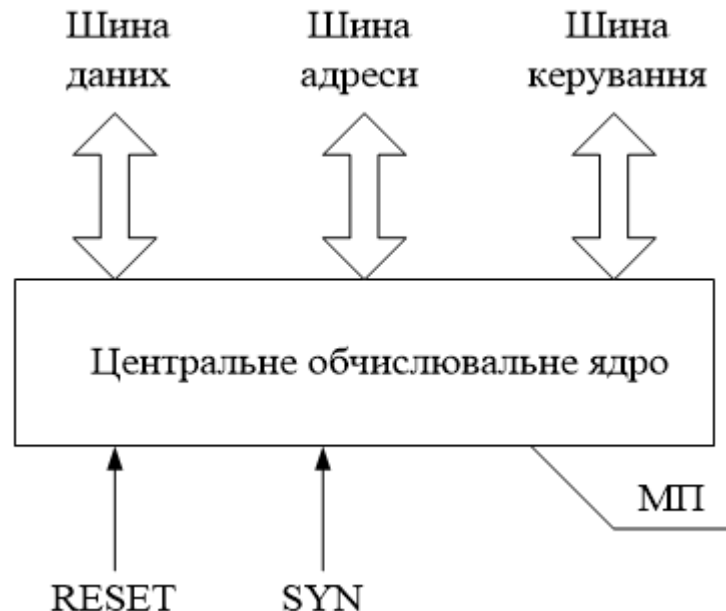 Шина
даних
Шина
адреси
Шина
керування
Центральне обчислювальне ядро
МП
RESET
SYN